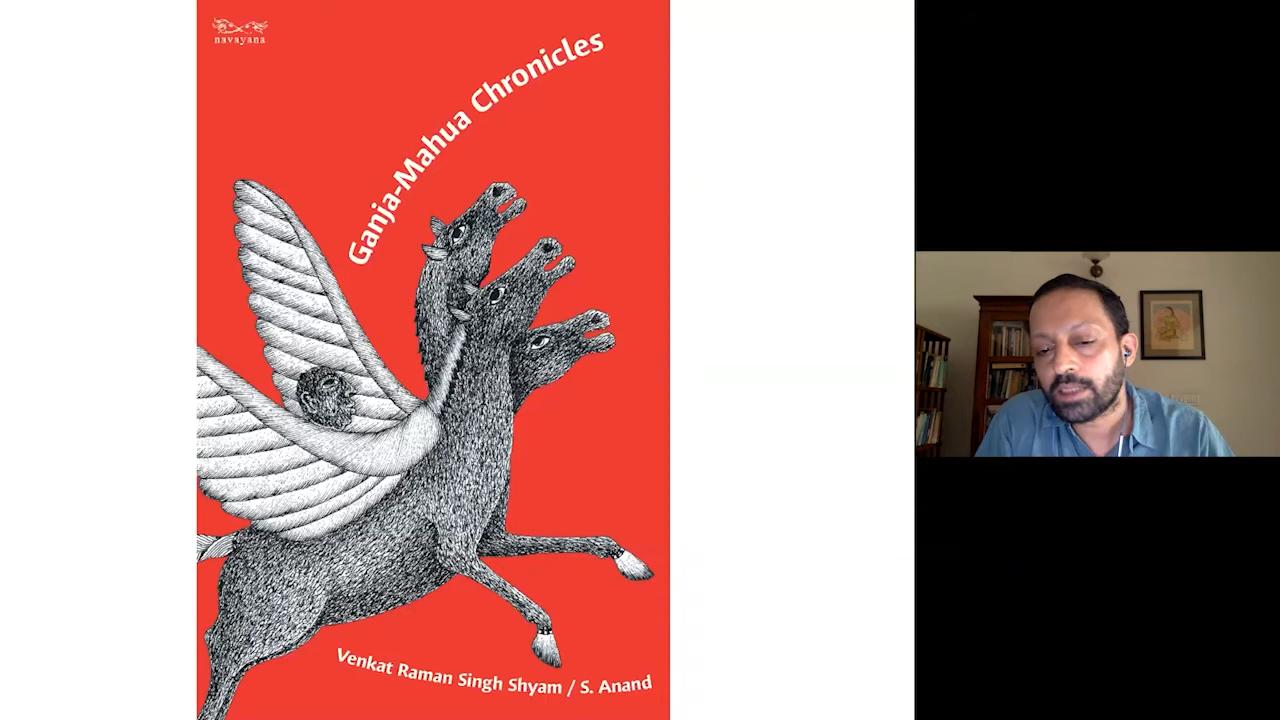 navayana
Ganja-Mahua Chronicles
Venkat Raman Singh Shyam / S. Anand